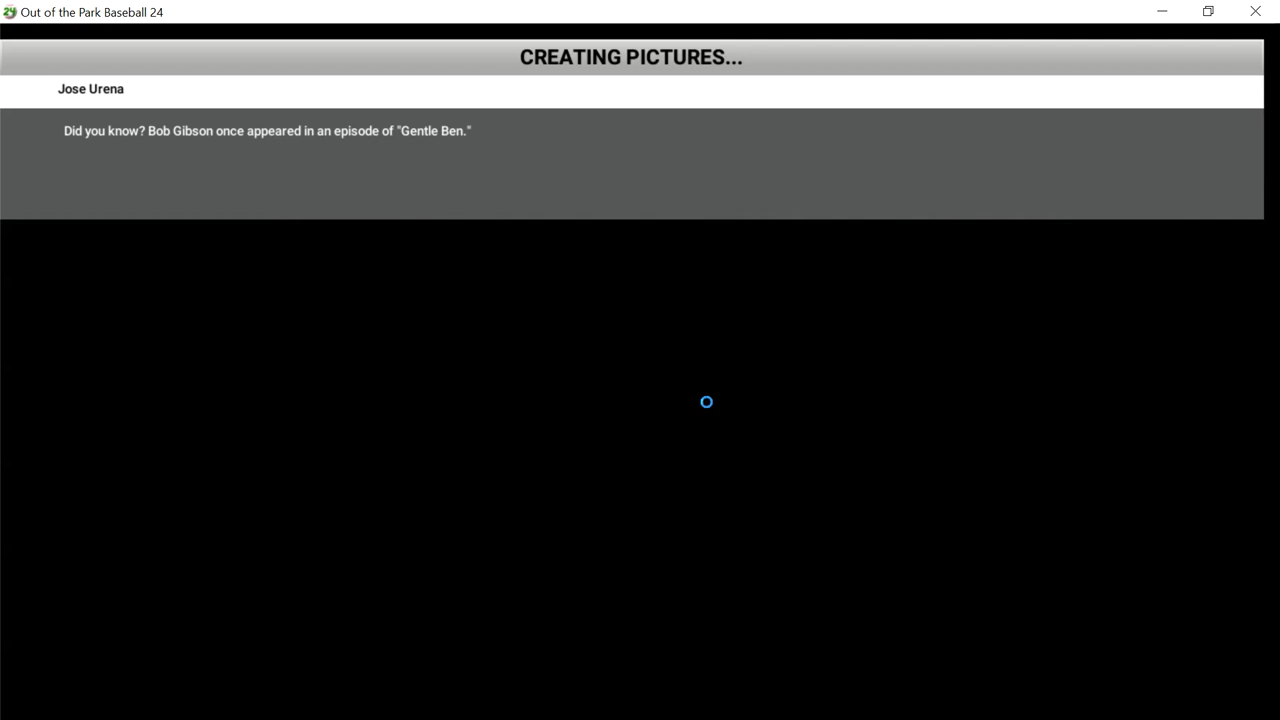 24 Out of the Park Baseball 24
CREATING PICTURES...
Jose Urena
Did you know? Bob Gibson once appeared in an episode of "Gentle Ben."